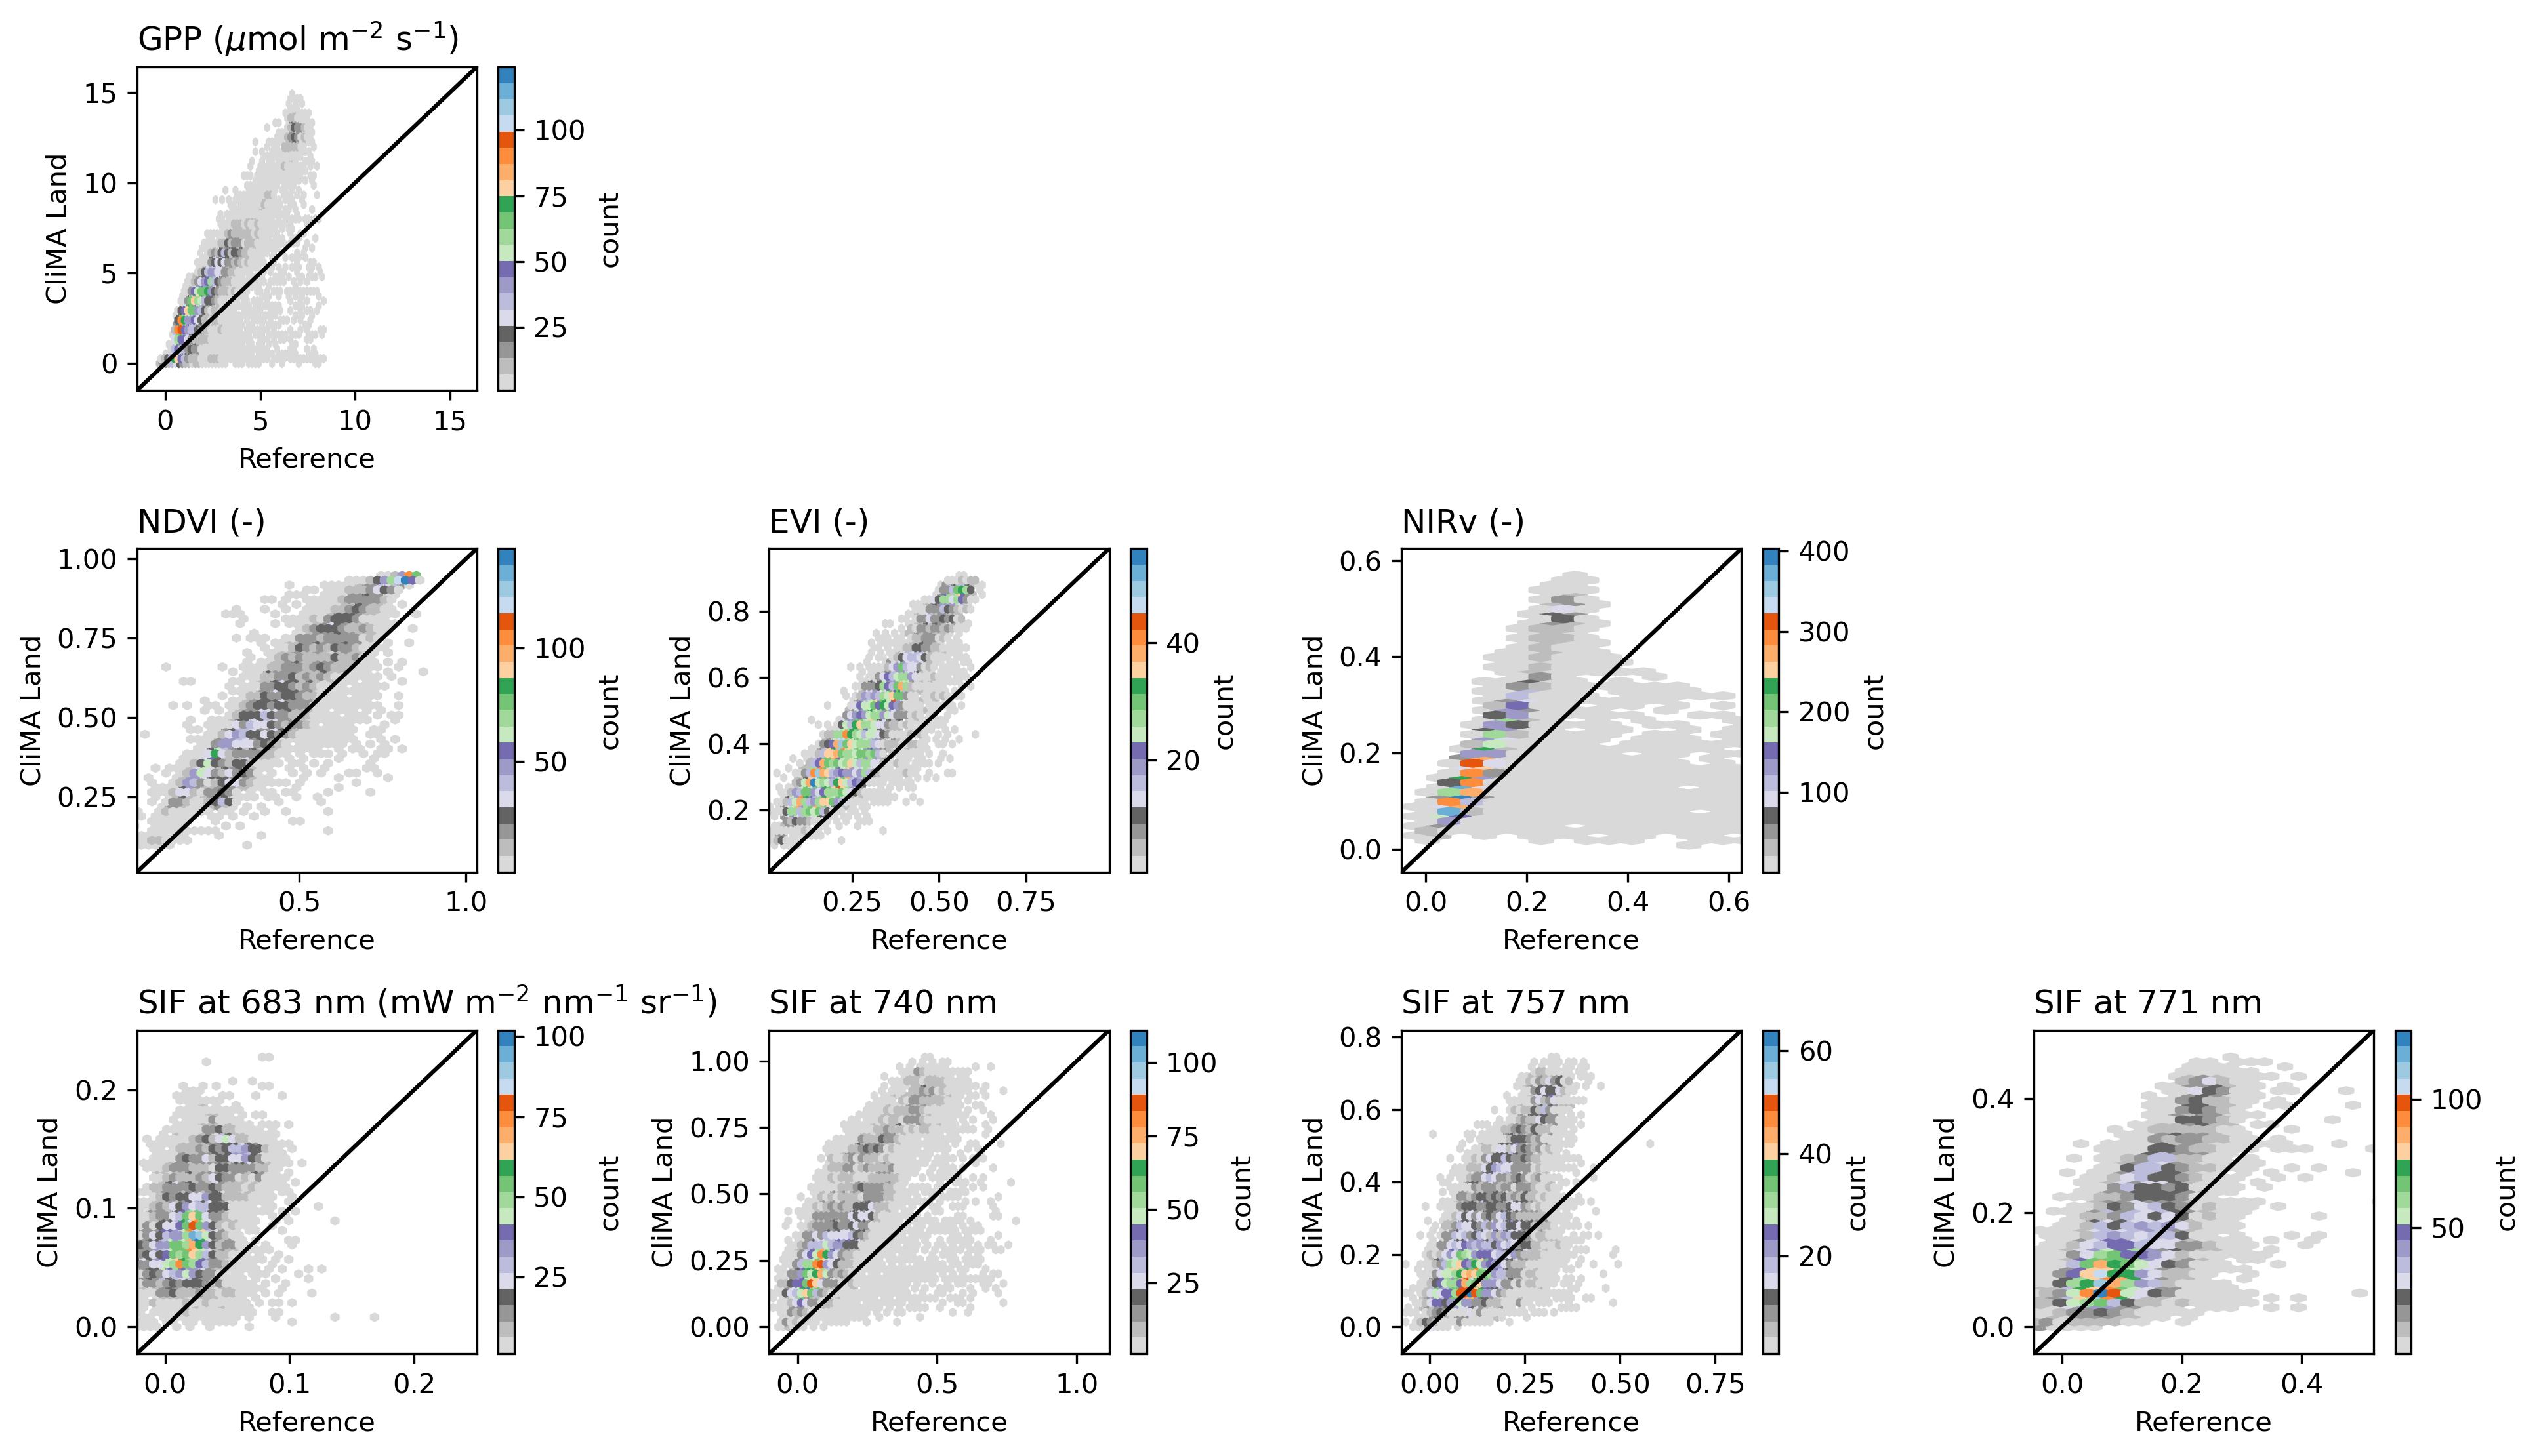 GPP (μmol m⁻² s⁻¹)
CliMA Land
15
10
5
0
0 5 10 15
Reference
100
75
50
25
count
NDVI (-)
CliMA Land
1.00
0.75
0.50
0.25
0.5 1.0
Reference
100
50
count
EVI (-)
CliMA Land
0.8
0.6
0.4
0.2
0.25 0.50 0.75
Reference
40
20
count
NIRv (-)
CliMA Land
0.6
0.4
0.2
0.0
0.0 0.2 0.4 0.6
Reference
400
300
200
100
count
SIF at 683 nm (mW m⁻² nm⁻¹ sr⁻¹)
CliMA Land
0.2
0.1
0.0
0.0 0.1 0.2
Reference
100
75
50
25
count
SIF at 740 nm
CliMA Land
1.00
0.75
0.50
0.25
0.00
0.0 0.5 1.0
Reference
100
75
50
25
count
SIF at 757 nm
CliMA Land
0.8
0.6
0.4
0.2
0.0
0.00 0.25 0.50 0.75
Reference
60
40
20
count
SIF at 771 nm
CliMA Land
0.4
0.2
0.0
0.0 0.2 0.4
Reference
100
50
count